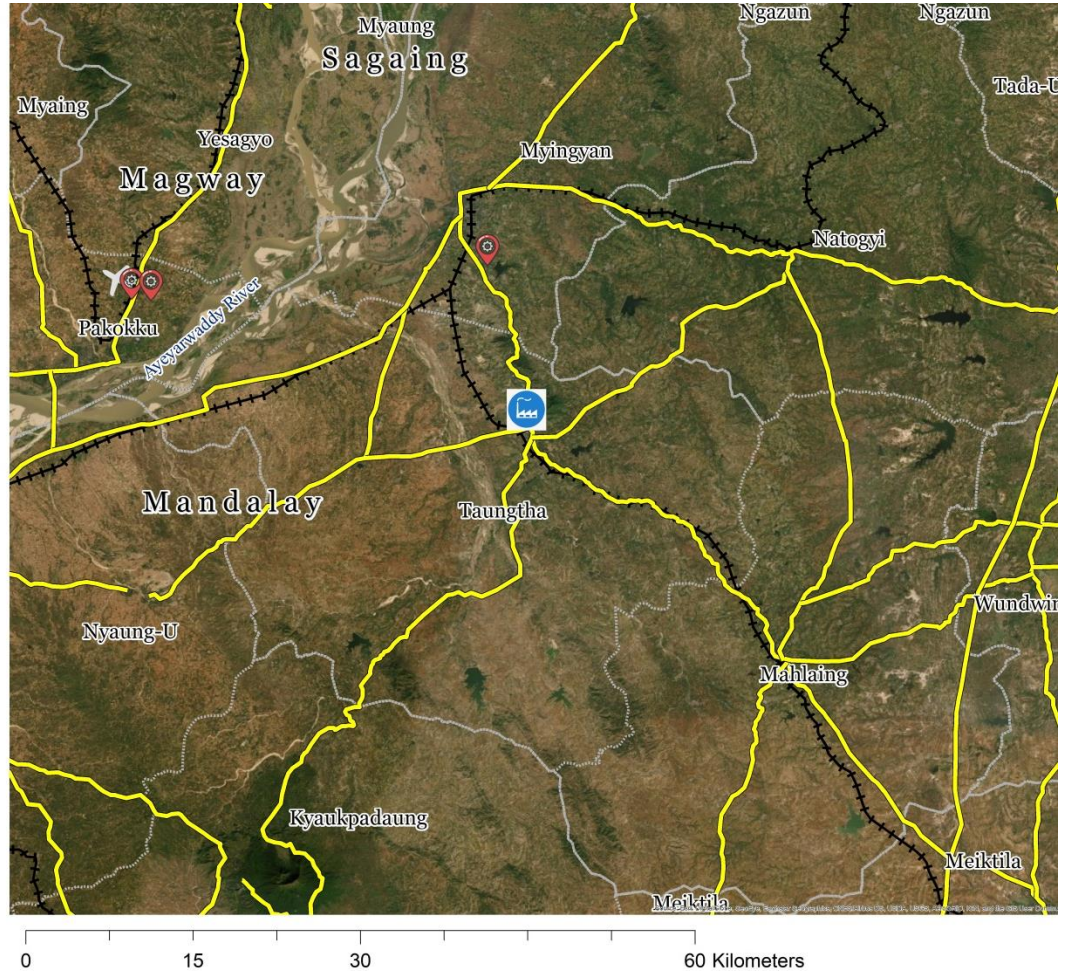 Ngazun
Ngazun
Myaung
Sagaing
Tada-U
Myaing
Yesagyo
Myingyan
Magway
Natogyi
Pakokku
Ayeyarwaddy River
Mandalay
Taungtha
Wundwin
Nyaung-U
Mahlaing
Kyaukpadaung
Meiktila
Meiktila
0 15 30 60 Kilometers